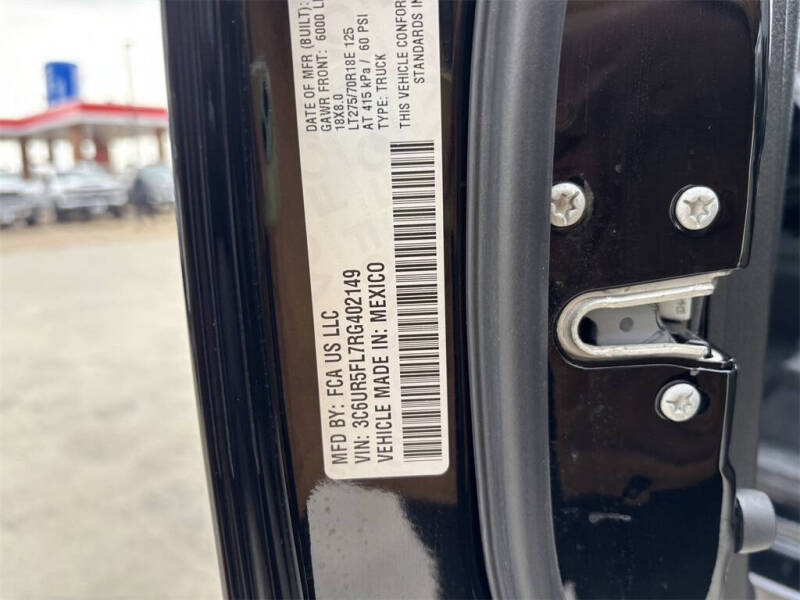 MFD BY: FCA US LLC
VIN: 3C6UR5FL7RG402149
VEHICLE MADE IN: MEXICO
DATE OF MFR (BUILT):
GAWR FRONT: 6000 L
18X8.0
LT275/70R18E 125
AT 415 kPa / 60 PSI
TYPE: TRUCK
THIS VEHICLE CONFOR
STANDARDS IN